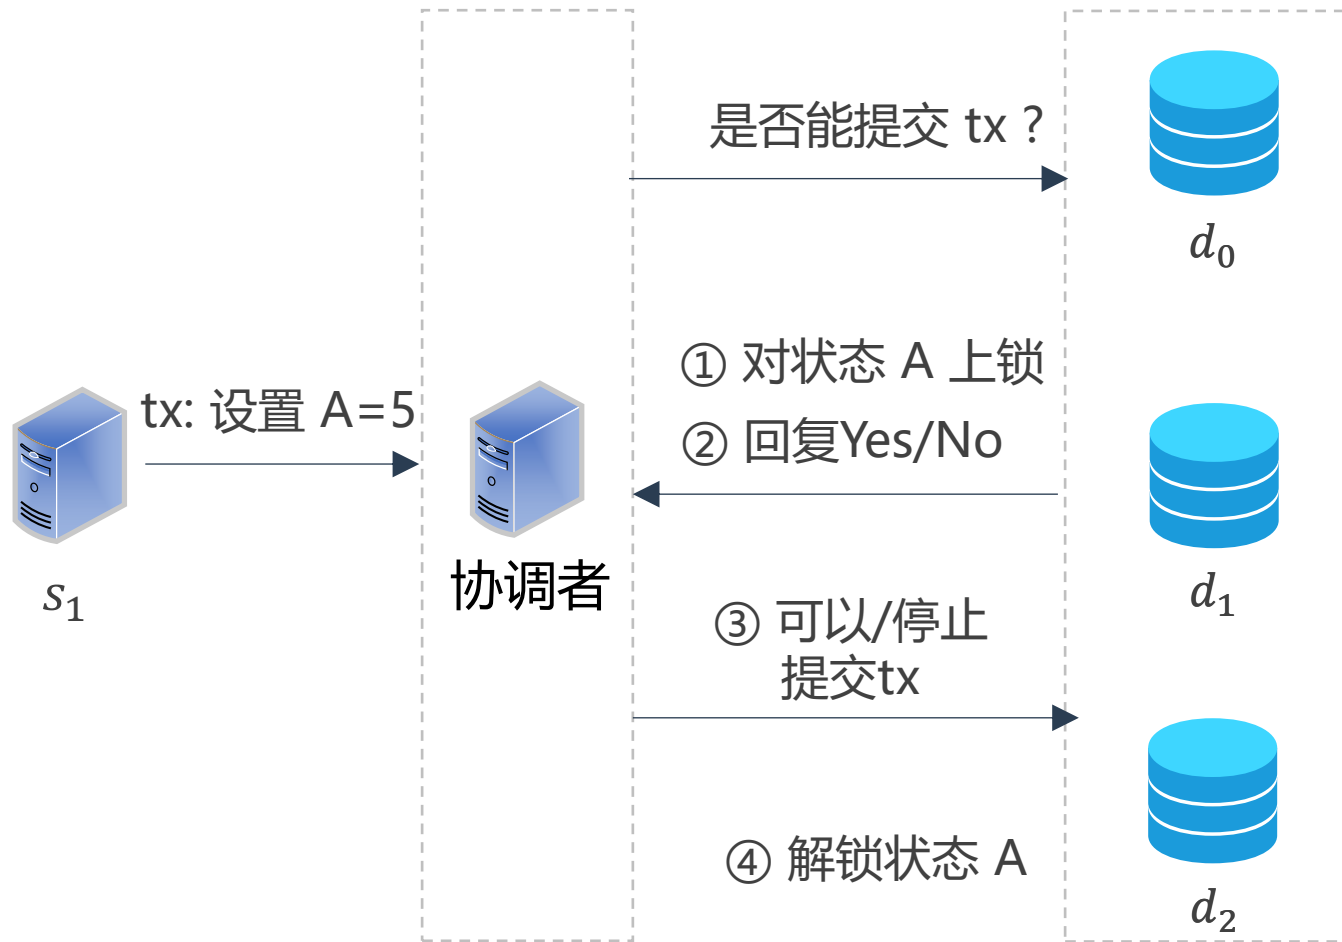 是否能提交 tx ?
d₀
① 对状态 A 上锁
tx: 设置 A=5
② 回复Yes/No
协调者
s₁
d₁
③ 可以/停止
提交tx
④ 解锁状态 A
d₂